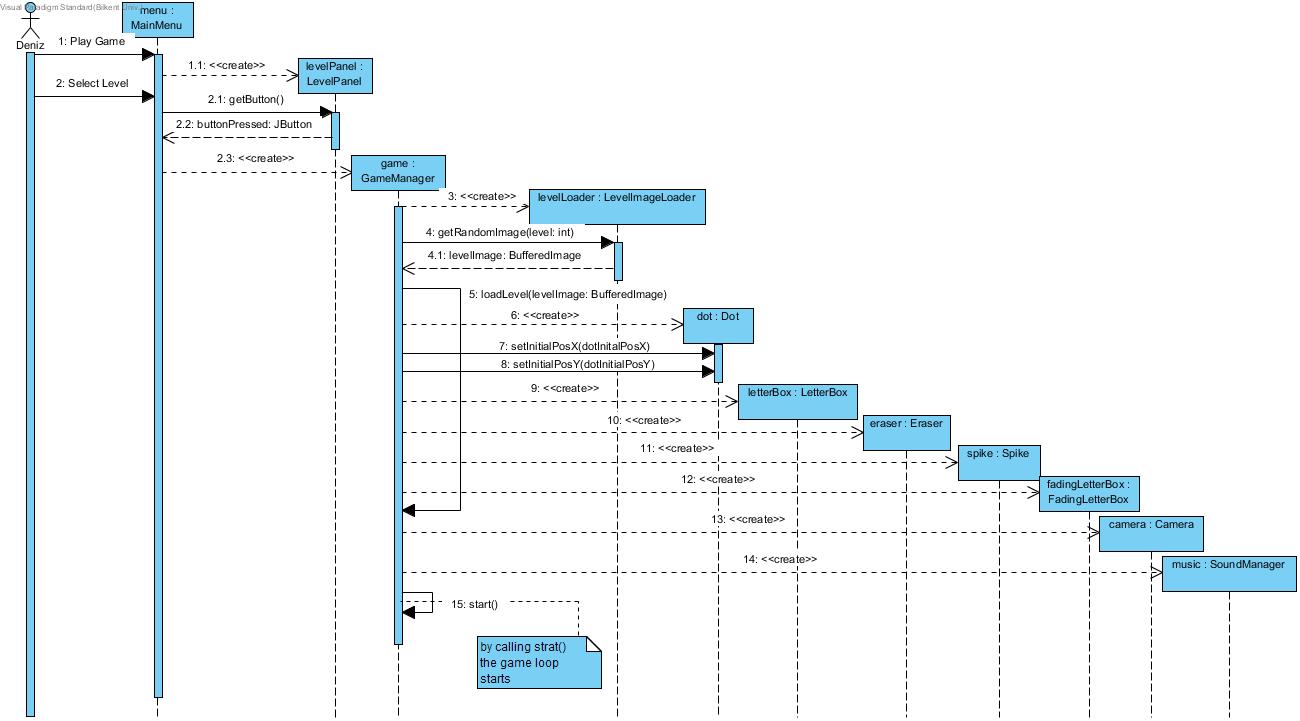 Visual Paradigm Standard(Bilkent Univ.)
menu :
MainMenu
Deniz
1: Play Game
1.1: <<create>>
levelPanel :
LevelPanel
2: Select Level
2.1: getButton()
2.2: buttonPressed: JButton
2.3: <<create>>
game :
GameManager
3: <<create>>
levelLoader : LevelImageLoader
4: getRandomImage(level: int)
4.1: levelImage: BufferedImage
5: loadLevel(levelImage: BufferedImage)
6: <<create>>
dot : Dot
7: setInitialPosX(dotInitalPosX)
8: setInitialPosY(dotInitialPosY)
9: <<create>>
letterBox : LetterBox
10: <<create>>
eraser : Eraser
11: <<create>>
spike : Spike
12: <<create>>
fadingLetterBox :
FadingLetterBox
13: <<create>>
camera : Camera
14: <<create>>
music : SoundManager
15: start()
by calling strat()
the game loop
starts